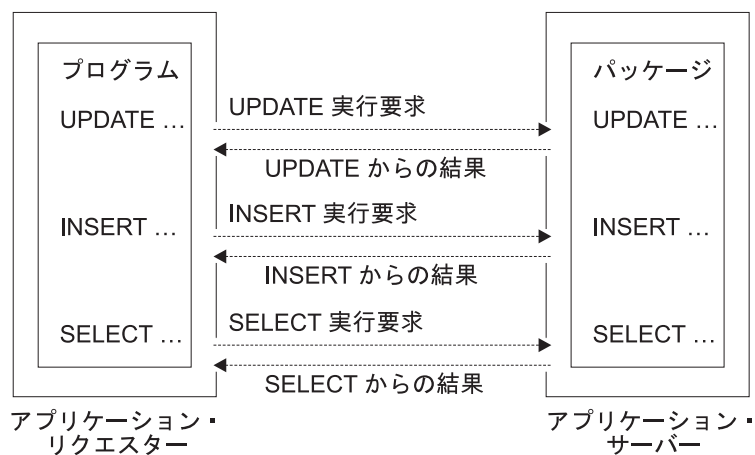 プログラム
パッケージ
UPDATE 実行要求
UPDATE ...
UPDATE ...
UPDATE からの結果
INSERT 実行要求
INSERT ...
INSERT ...
INSERT からの結果
SELECT 実行要求
SELECT ...
SELECT ...
SELECT からの結果
アプリケーション・
リクエスター
アプリケーション・
サーバー